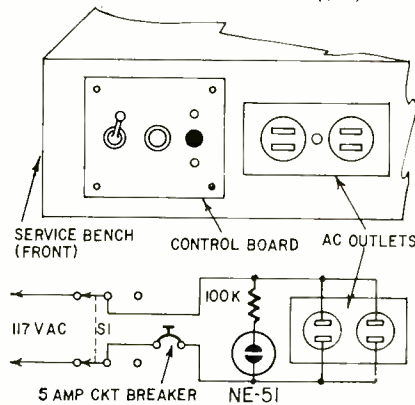 SERVICE BENCH
(FRONT)
CONTROL BOARD
AC OUTLETS
117 VAC
S1
100K
5 AMP CKT BREAKER
NE-51